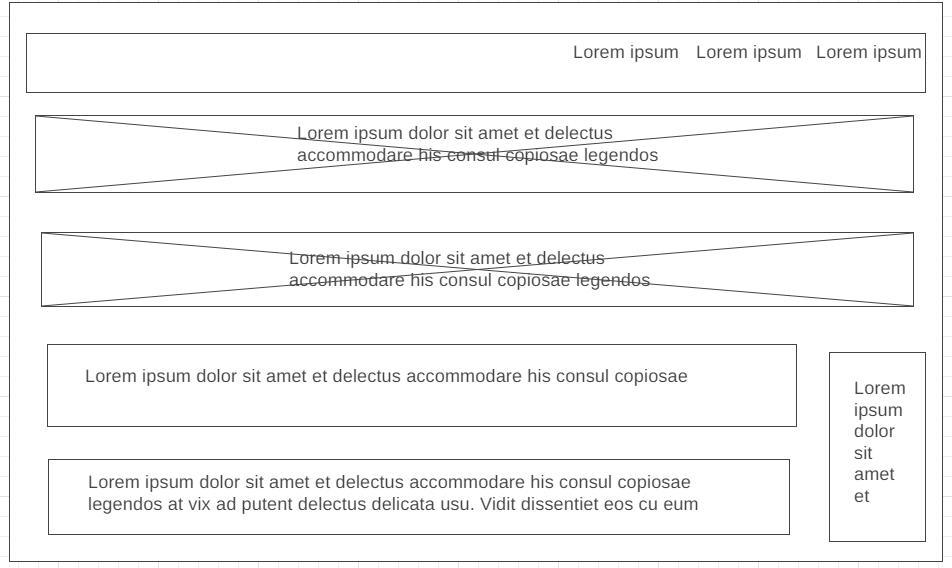 Lorem ipsum Lorem ipsum Lorem ipsum
Lorem ipsum dolor sit amet et delectus
accommodare his consul copiosae legendos
Lorem ipsum dolor sit amet et delectus
accommodare his consul copiosae legendos
Lorem ipsum dolor sit amet et delectus accommodare his consul copiosae
Lorem ipsum dolor sit amet et delectus accommodare his consul copiosae
legendos at vix ad putent delectus delicata usu. Vidit dissentiet eos cu eum
Lorem
ipsum
dolor
sit
amet
et